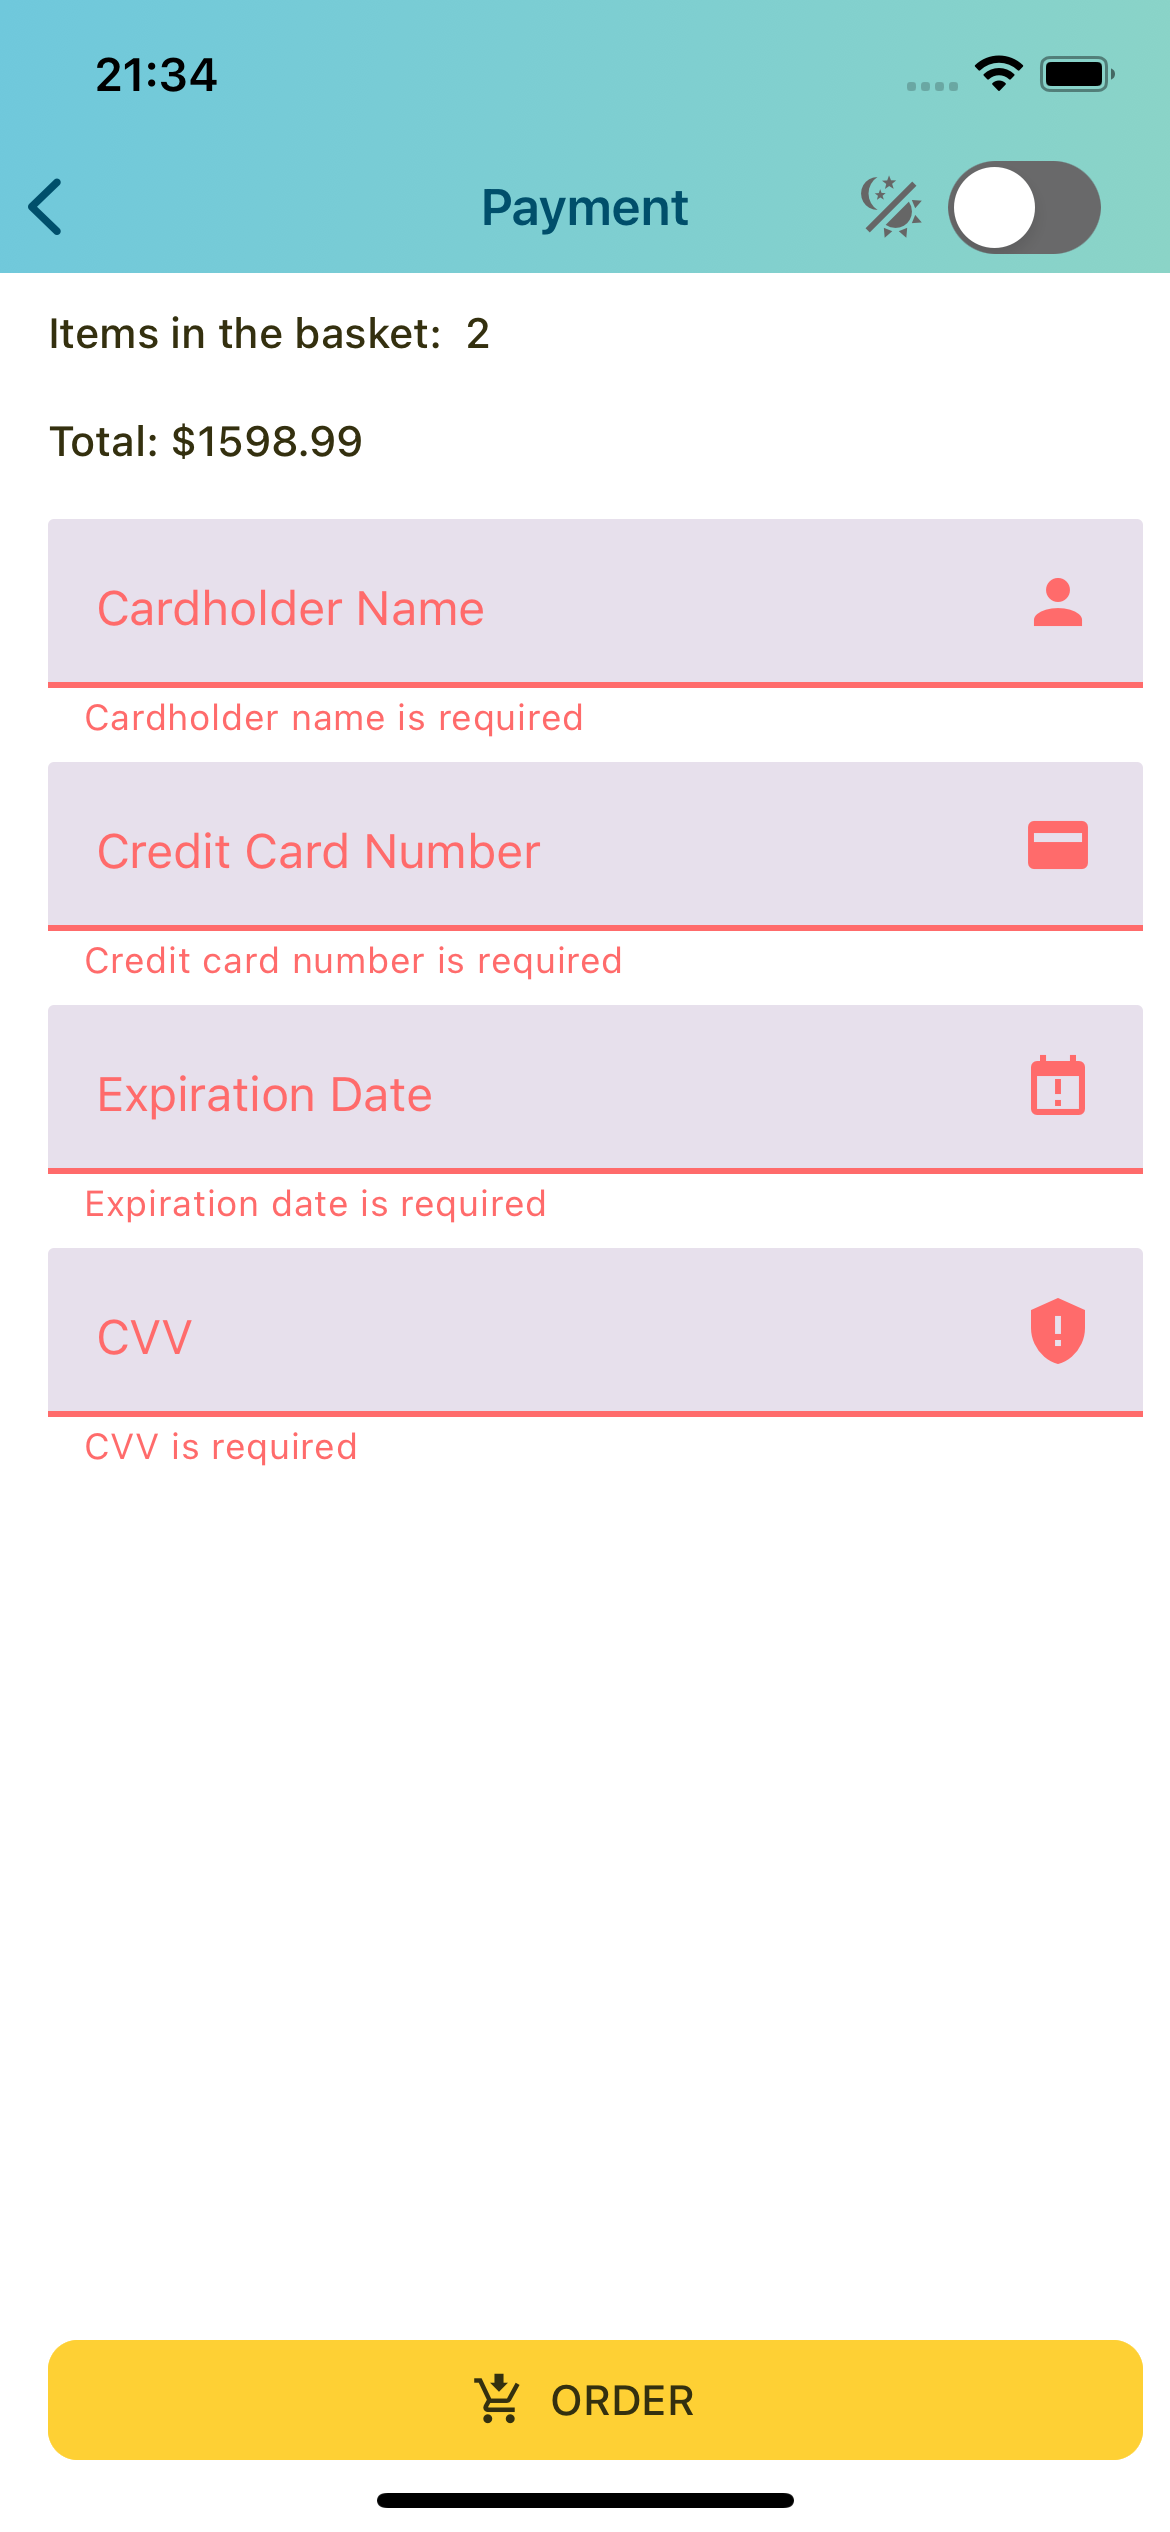 21:34
Payment
Items in the basket: 2
Total: $1598.99
Cardholder Name
Cardholder name is required
Credit Card Number
Credit card number is required
Expiration Date
Expiration date is required
CVV
CVV is required
ORDER